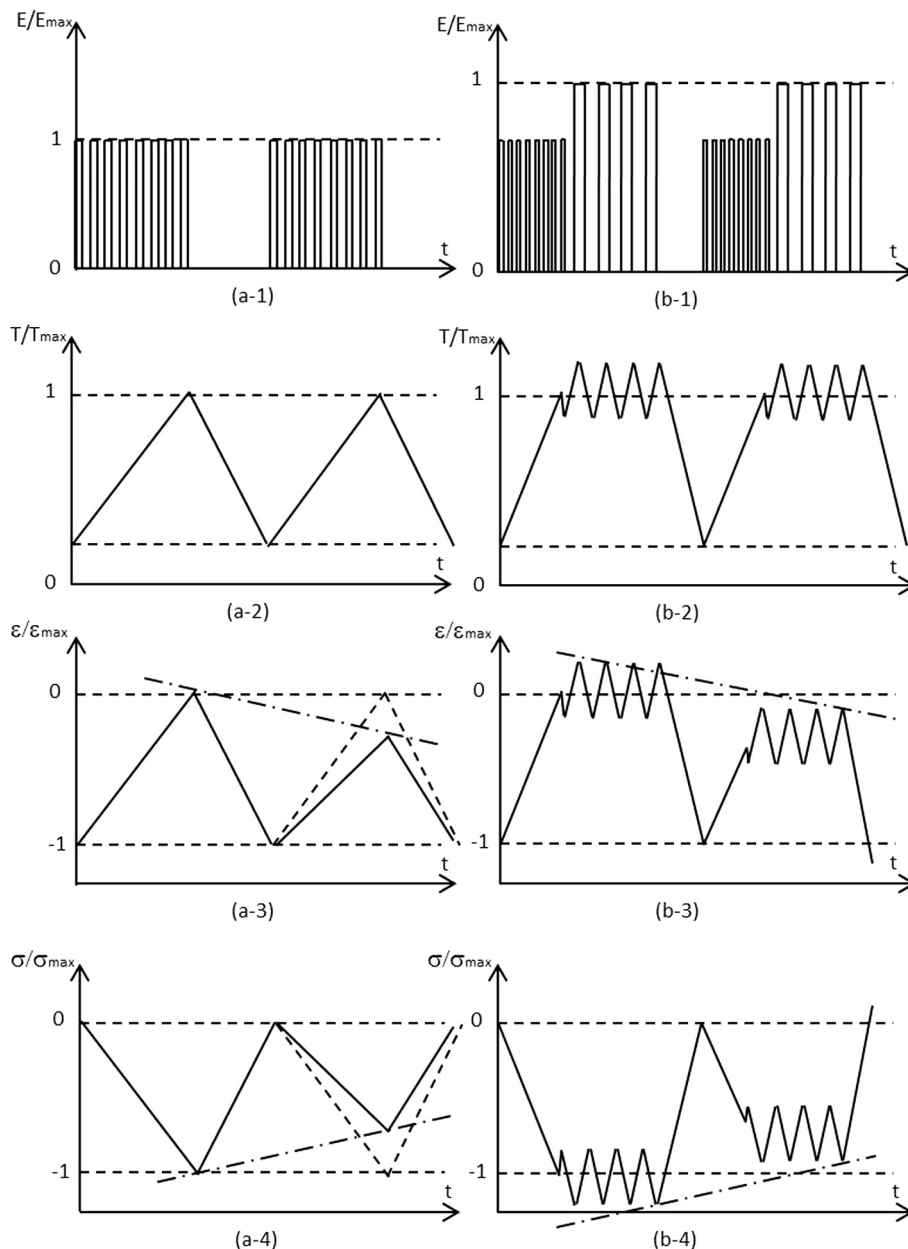 E/Emax
1
0
t
(a-1)
E/Emax
1
0
t
(b-1)
T/Tmax
1
0
t
(a-2)
T/Tmax
1
0
t
(b-2)
ε/εmax
0
-1
t
(a-3)
ε/εmax
0
-1
t
(b-3)
σ/σmax
0
-1
t
(a-4)
σ/σmax
0
-1
t
(b-4)